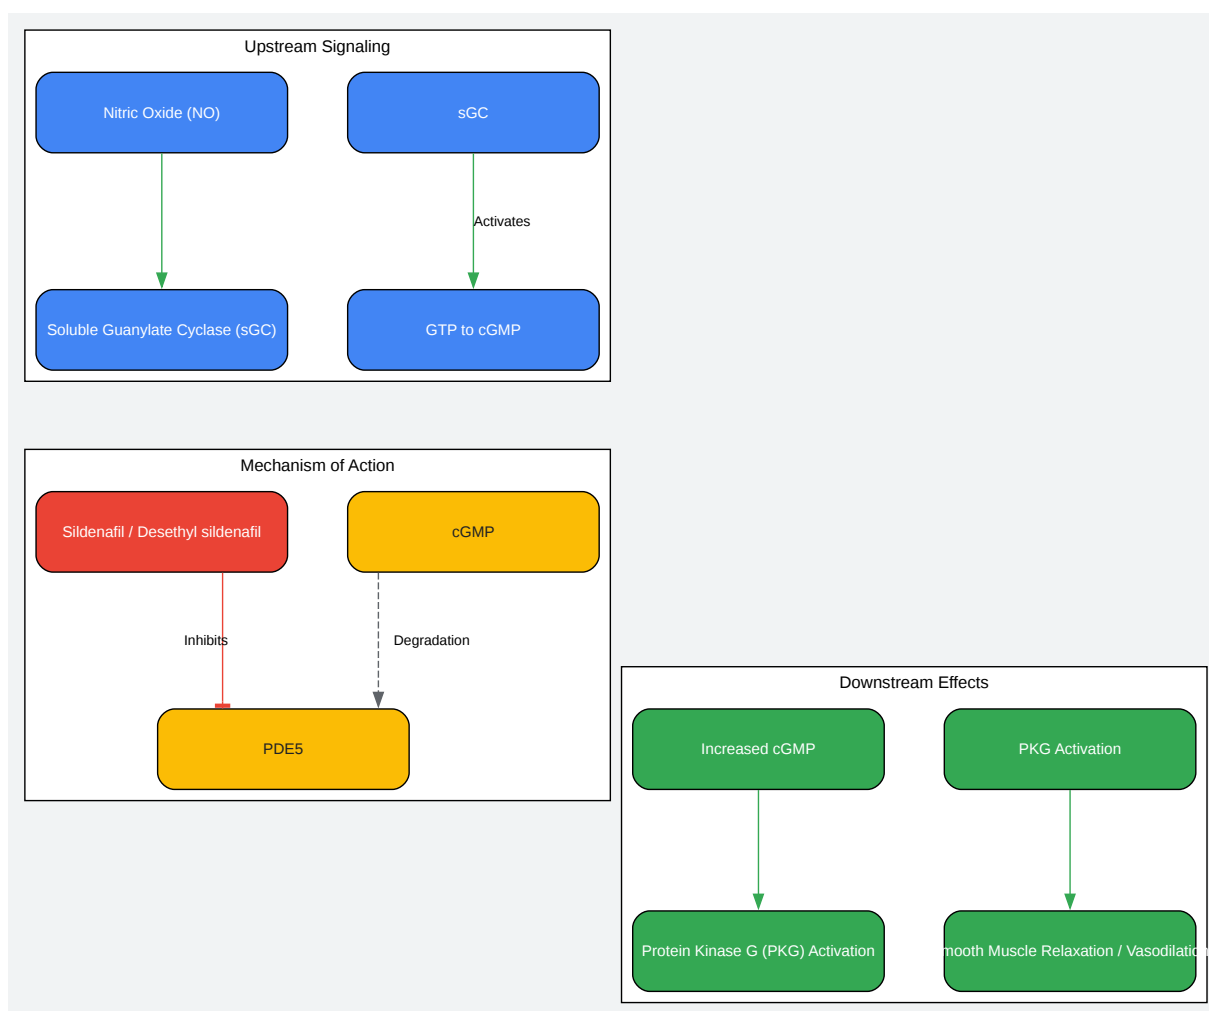 Upstream Signaling
Nitric Oxide (NO)
sGC
Activates
Soluble Guanylate Cyclase (sGC)
GTP to cGMP
Mechanism of Action
Sildenafil / Desethyl sildenafil
cGMP
Inhibits
Degradation
PDE5
Downstream Effects
Increased cGMP
PKG Activation
Protein Kinase G (PKG) Activation
mooth Muscle Relaxation / Vasodilation